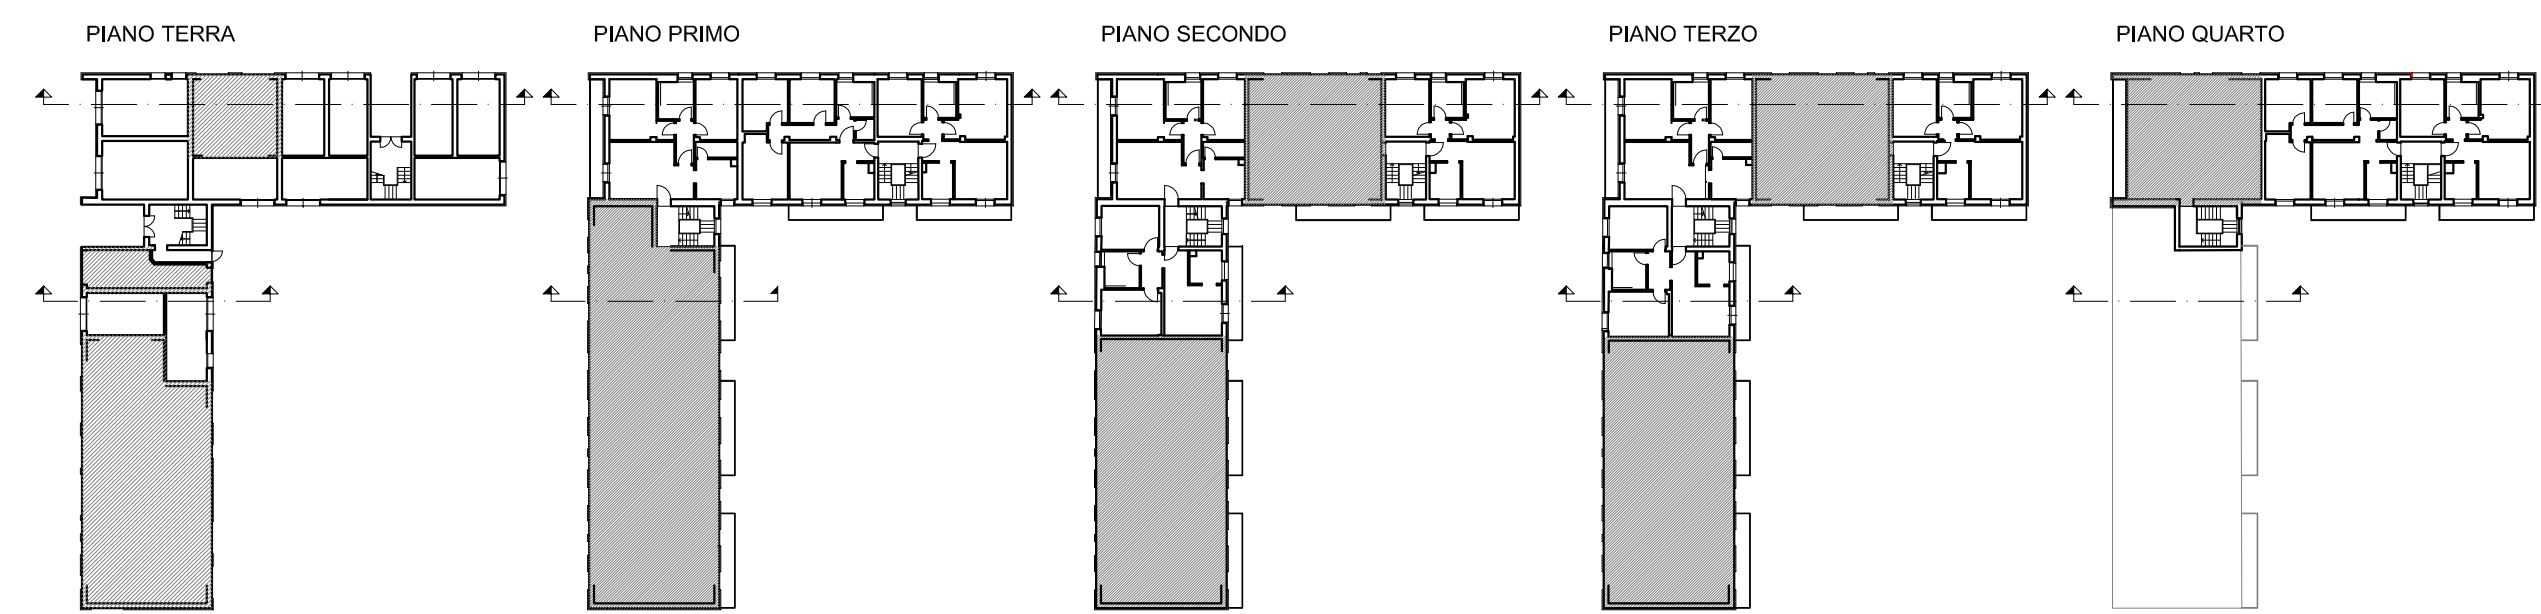 PIANO TERRA
PIANO PRIMO
PIANO SECONDO
PIANO TERZO
PIANO QUARTO